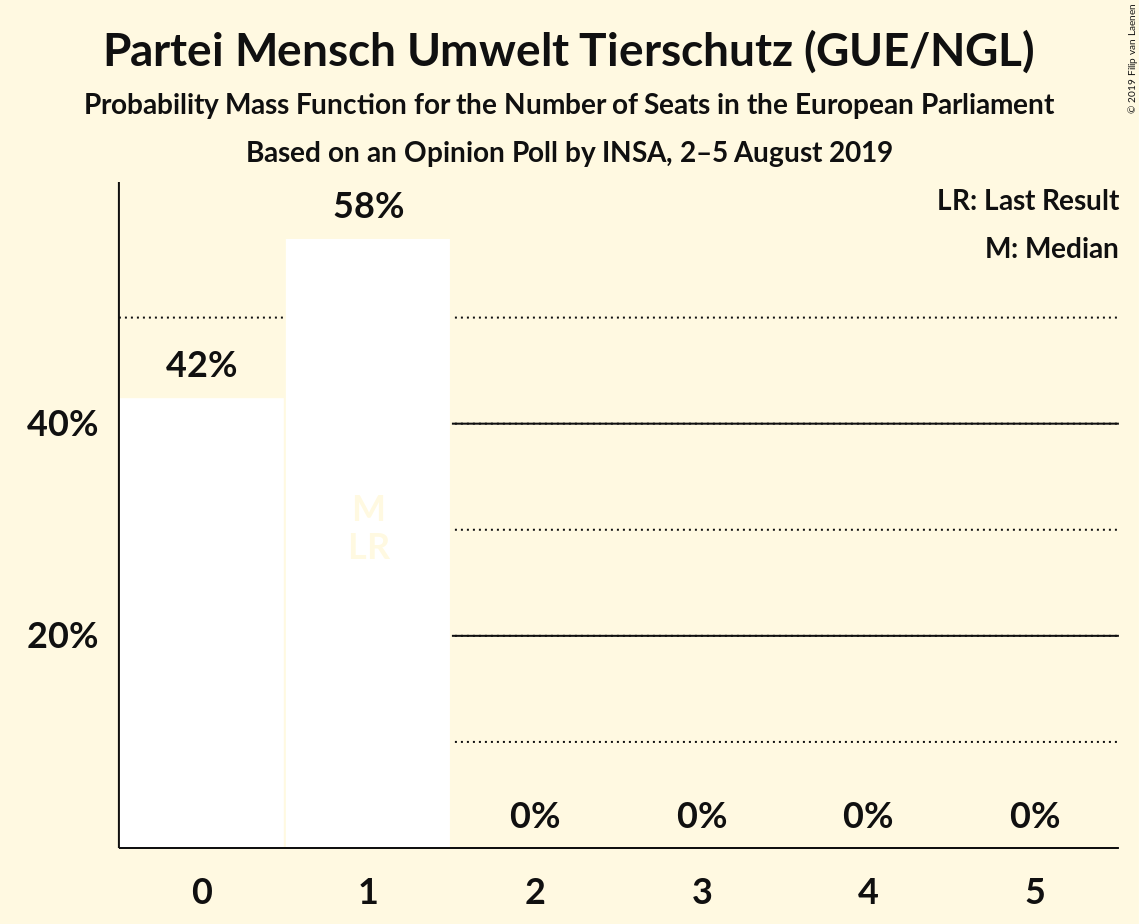 Partei Mensch Umwelt Tierschutz (GUE/NGL)
Probability Mass Function for the Number of Seats in the European Parliament
Based on an Opinion Poll by INSA, 2–5 August 2019
© 2019 Filip van Laenen
LR: Last Result
M: Median
58%
42%
40%
M
LR
20%
0% 0% 0% 0%
0 1 2 3 4 5